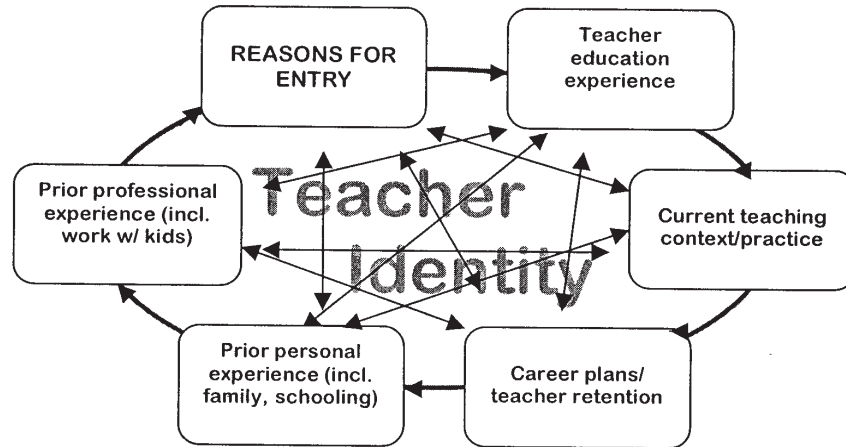 REASONS FOR
ENTRY
Teacher
education
experience
Prior professional
experience (incl.
work w/ kids)
Teacher
Identity
Current teaching
context/practice
Prior personal
experience (incl.
family, schooling)
Career plans/
teacher retention